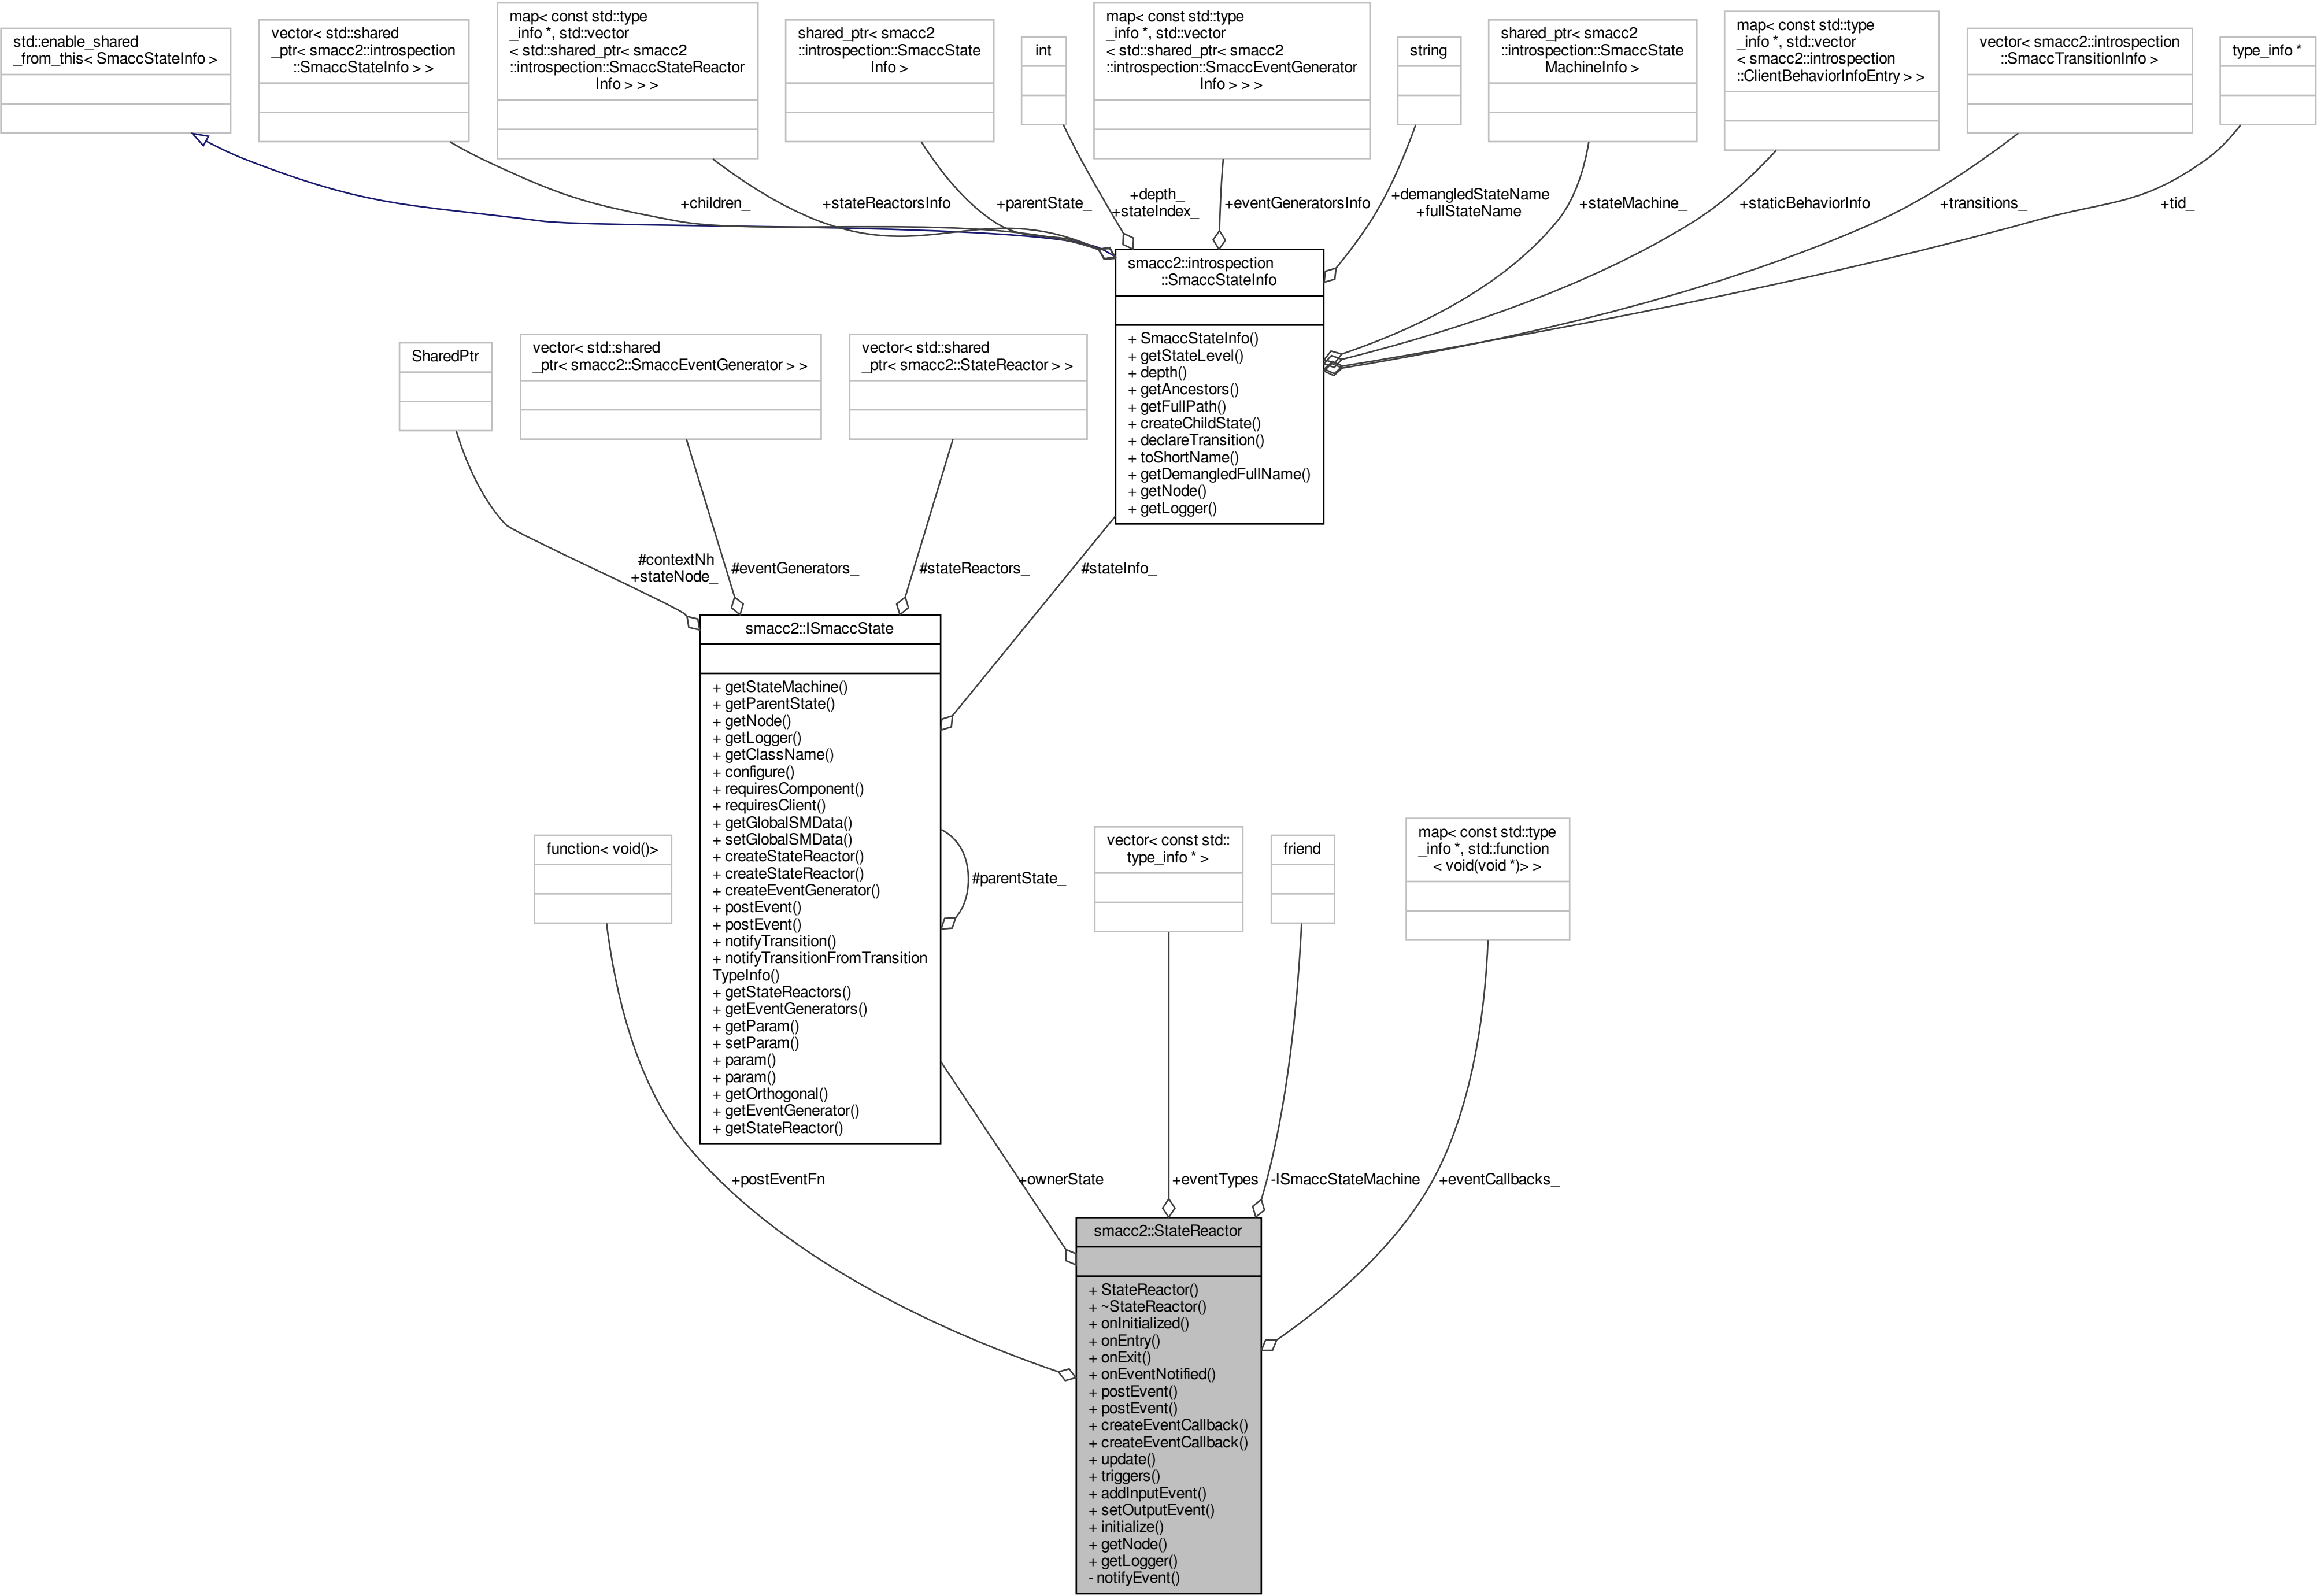 std::enable_shared
_from_this< SmaccStateInfo >
vector< std::shared
_ptr< smacc2::introspection
::SmaccStateInfo > >
map< const std::type
_info *, std::vector
< std::shared_ptr< smacc2
::introspection::SmaccStateReactor
Info > > >
shared_ptr< smacc2
::introspection::SmaccState
Info >
int
map< const std::type
_info *, std::vector
< std::shared_ptr< smacc2
::introspection::SmaccEventGenerator
Info > > >
string
shared_ptr< smacc2
::introspection::SmaccState
MachineInfo >
map< const std::type
_info *, std::vector
< smacc2::introspection
::ClientBehaviorInfoEntry > >
vector< smacc2::introspection
::SmaccTransitionInfo >
type_info *
+children_
+stateReactorsInfo
+parentState_
+depth_
+stateIndex_
+eventGeneratorsInfo
+demangledStateName
+fullStateName
+stateMachine_
+staticBehaviorInfo
+transitions_
+tid_
smacc2::introspection
::SmaccStateInfo
+ SmaccStateInfo()
+ getStateLevel()
+ depth()
+ getAncestors()
+ getFullPath()
+ createChildState()
+ declareTransition()
+ toShortName()
+ getDemangledFullName()
+ getNode()
+ getLogger()
SharedPtr
vector< std::shared
_ptr< smacc2::SmaccEventGenerator > >
vector< std::shared
_ptr< smacc2::StateReactor > >
#contextNh
+stateNode_
#eventGenerators_
#stateReactors_
#stateInfo_
smacc2::ISmaccState
+ getStateMachine()
+ getParentState()
+ getNode()
+ getLogger()
+ getClassName()
+ configure()
+ requiresComponent()
+ requiresClient()
+ getGlobalSMData()
+ setGlobalSMData()
+ createStateReactor()
+ createStateReactor()
+ createEventGenerator()
+ postEvent()
+ postEvent()
+ notifyTransition()
+ notifyTransitionFromTransition
TypeInfo()
+ getStateReactors()
+ getEventGenerators()
+ getParam()
+ setParam()
+ param()
+ param()
+ getOrthogonal()
+ getEventGenerator()
+ getStateReactor()
#parentState_
function< void()>
vector< const std::
type_info * >
friend
map< const std::type
_info *, std::function
< void(void *)> >
+postEventFn
+ownerState
+eventTypes
-ISmaccStateMachine
+eventCallbacks_
smacc2::StateReactor
+ StateReactor()
+ ~StateReactor()
+ onInitialized()
+ onEntry()
+ onExit()
+ onEventNotified()
+ postEvent()
+ postEvent()
+ createEventCallback()
+ createEventCallback()
+ update()
+ triggers()
+ addInputEvent()
+ setOutputEvent()
+ initialize()
+ getNode()
+ getLogger()
- notifyEvent()